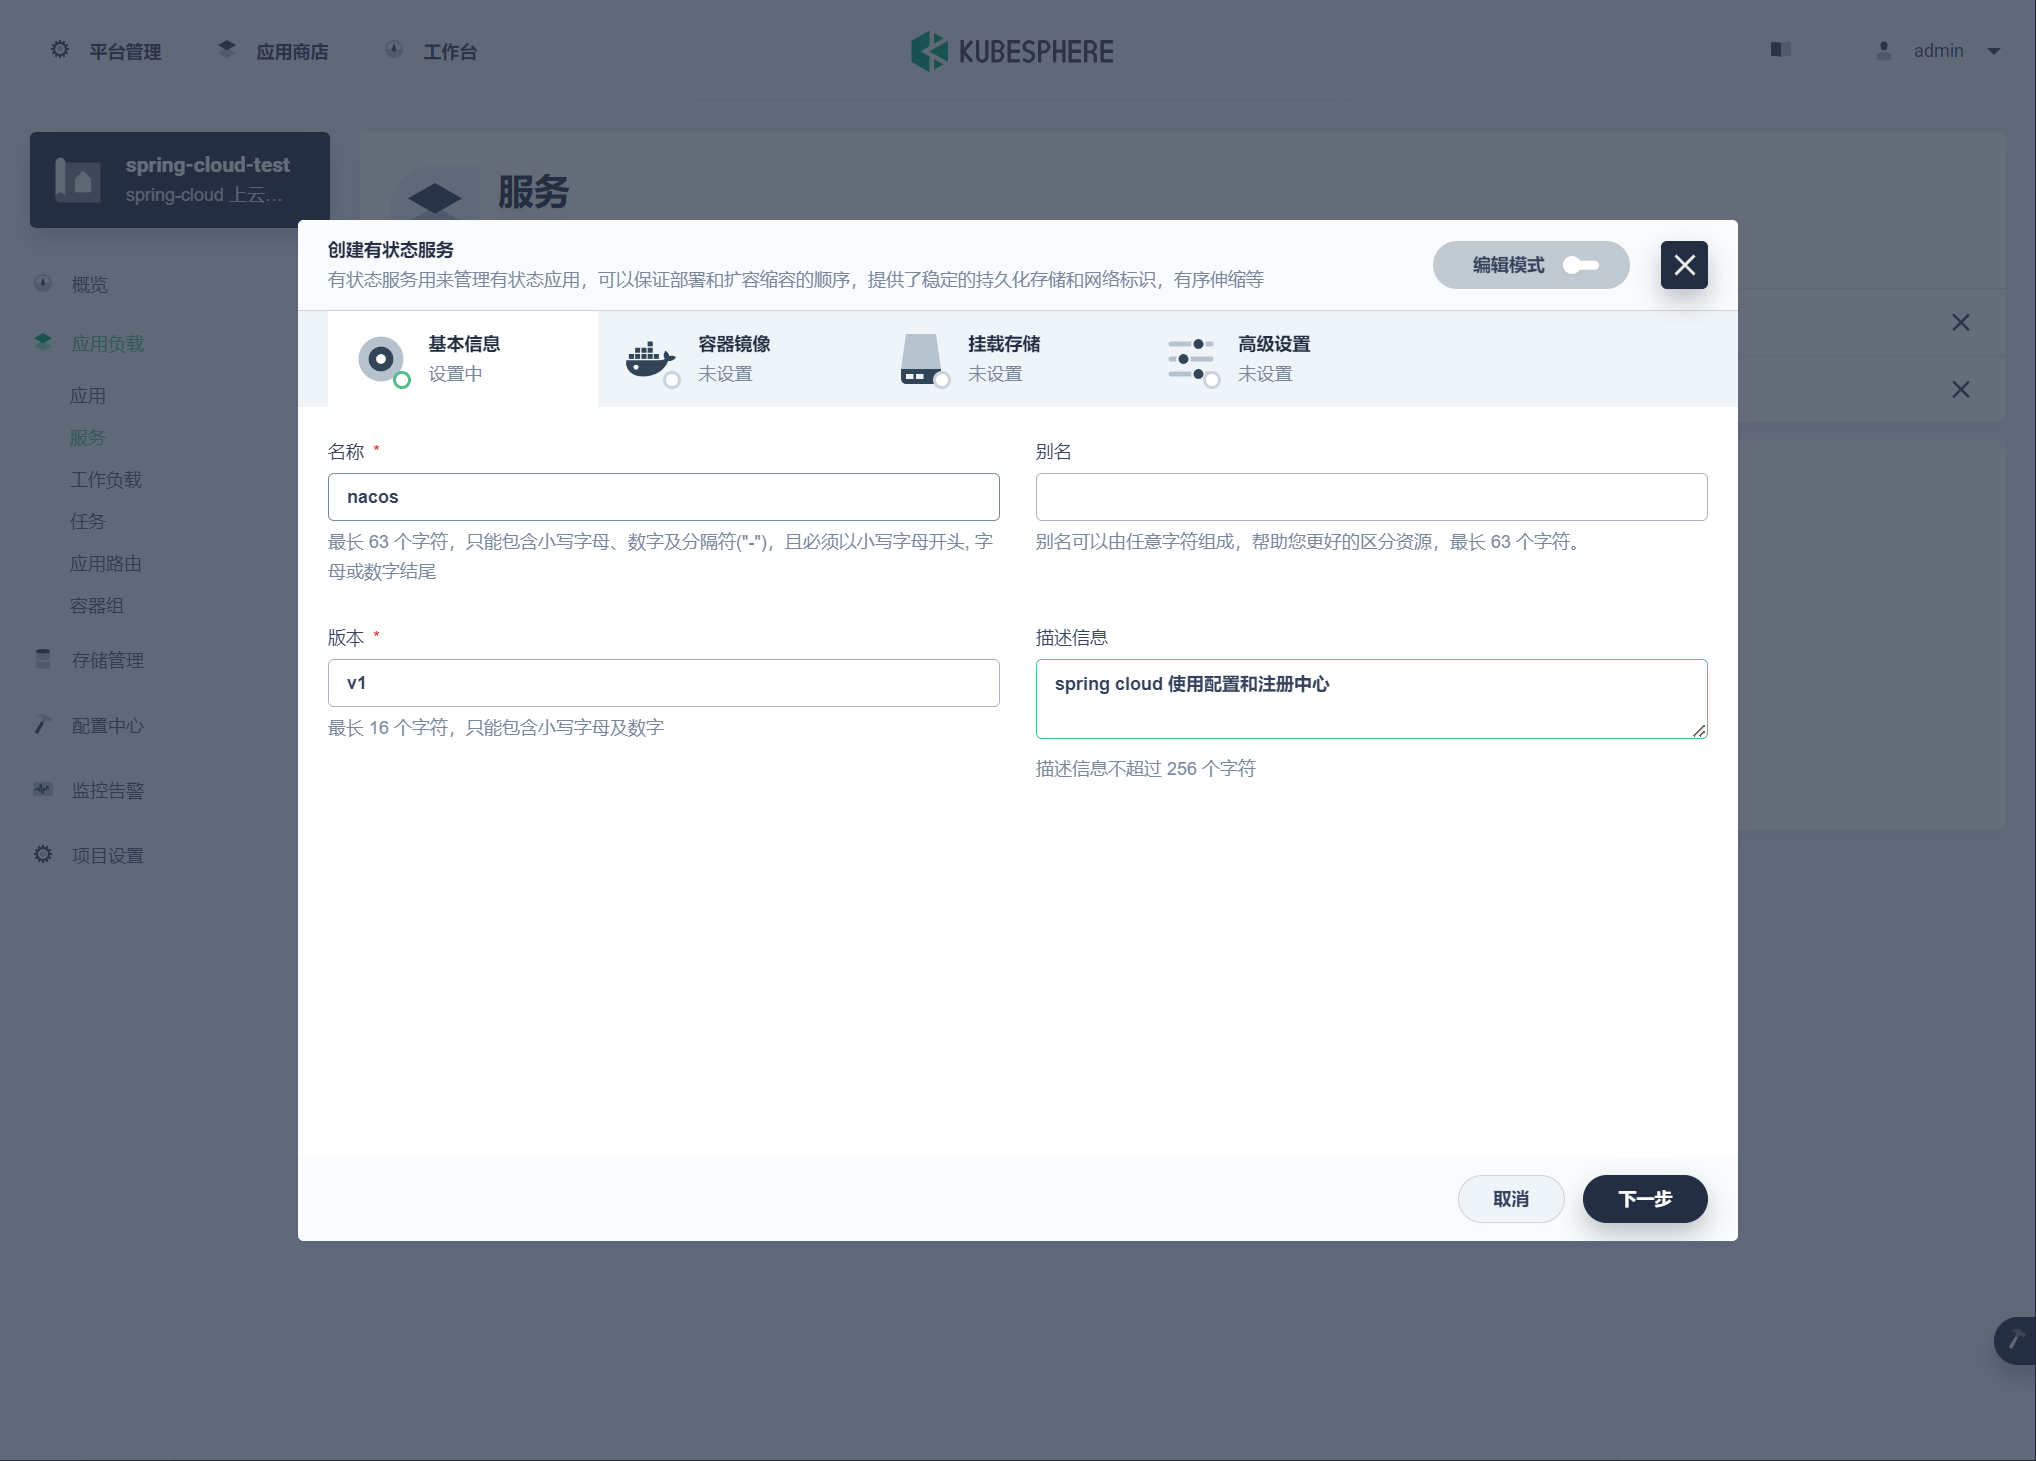 平台管理
应用商店
工作台
KUBESPHERE
admin
spring-cloud-test
spring-cloud 上云...
服务
概览
应用负载
应用
服务
工作负载
任务
应用路由
容器组
存储管理
配置中心
监控告警
项目设置
创建有状态服务
有状态服务用来管理有状态应用，可以保证部署和扩容缩容的顺序，提供了稳定的持久化存储和网络标识，有序伸缩等
编辑模式
基本信息
设置中
容器镜像
未设置
挂载存储
未设置
高级设置
未设置
名称 *
nacos
最长 63 个字符，只能包含小写字母、数字及分隔符("-")，且必须以小写字母开头, 字
母或数字结尾
别名
别名可以由任意字符组成，帮助您更好的区分资源，最长 63 个字符。
版本 *
v1
最长 16 个字符，只能包含小写字母及数字
描述信息
spring cloud 使用配置和注册中心
描述信息不超过 256 个字符
取消
下一步